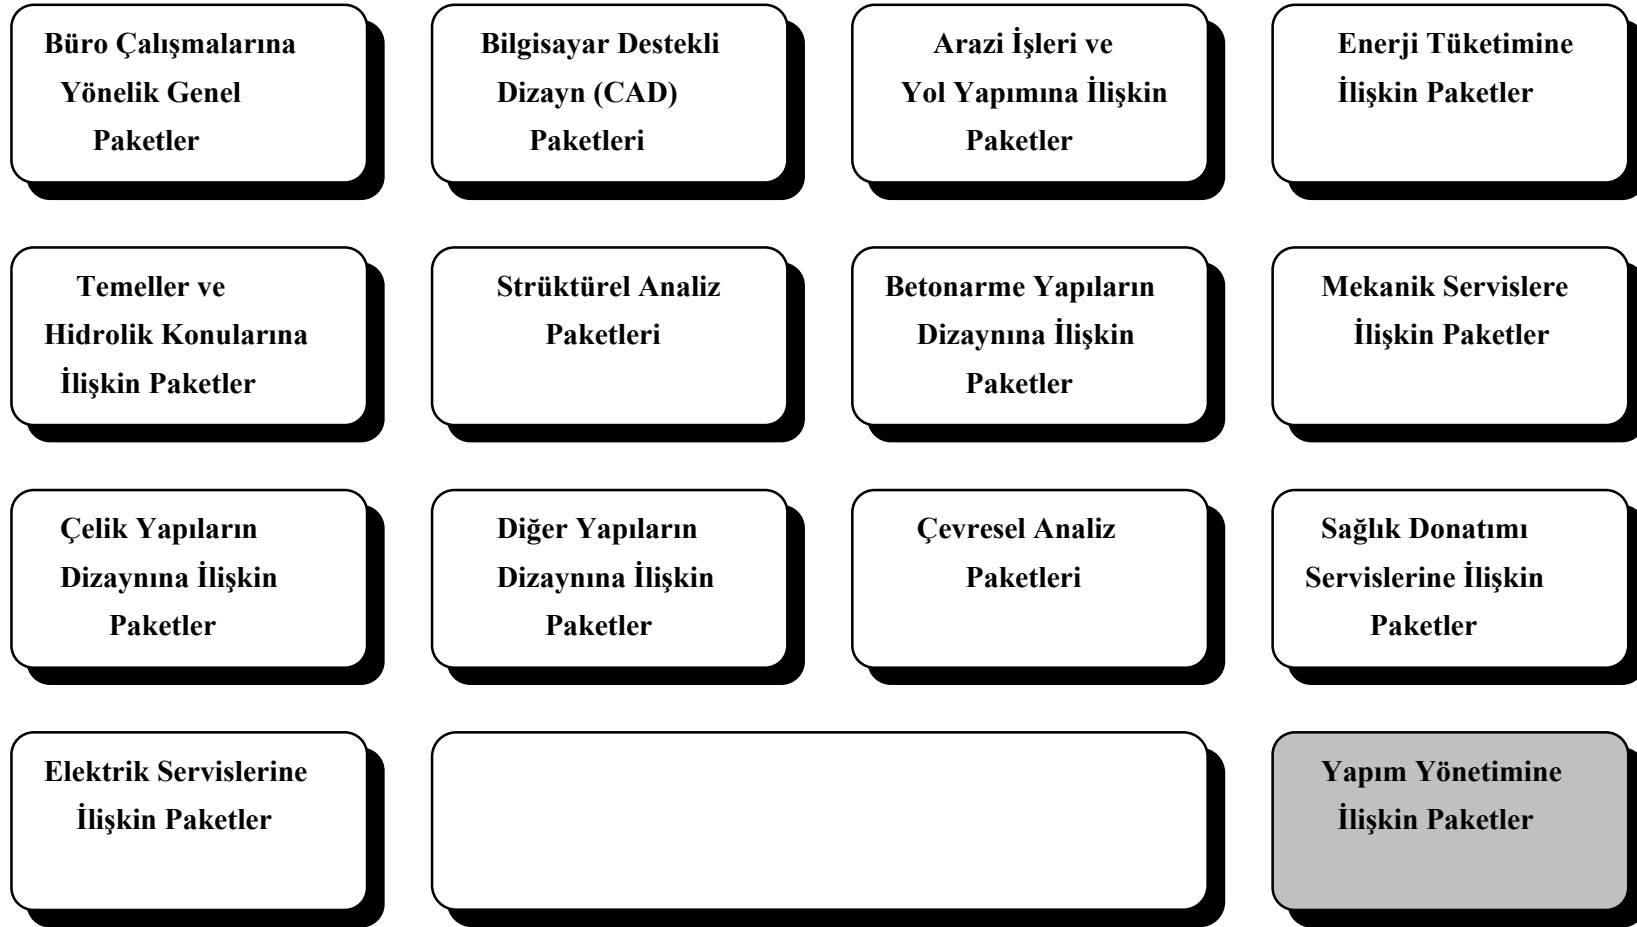 Büro Çalışmalarına
Yönelik Genel
Paketler
Bilgisayar Destekli
Dizayn (CAD)
Paketleri
Arazi İşleri ve
Yol Yapımına İlişkin
Paketler
Enerji Tüketimine
İlişkin Paketler
Temeller ve
Hidrolik Konularına
İlişkin Paketler
Strüktürel Analiz
Paketleri
Betonarme Yapıların
Dizaynına İlişkin
Paketler
Mekanik Servislere
İlişkin Paketler
Çelik Yapıların
Dizaynına İlişkin
Paketler
Diğer Yapıların
Dizaynına İlişkin
Paketler
Çevresel Analiz
Paketleri
Sağlık Donatımı
Servislerine İlişkin
Paketler
Elektrik Servislerine
İlişkin Paketler
Yapım Yönetimine
İlişkin Paketler